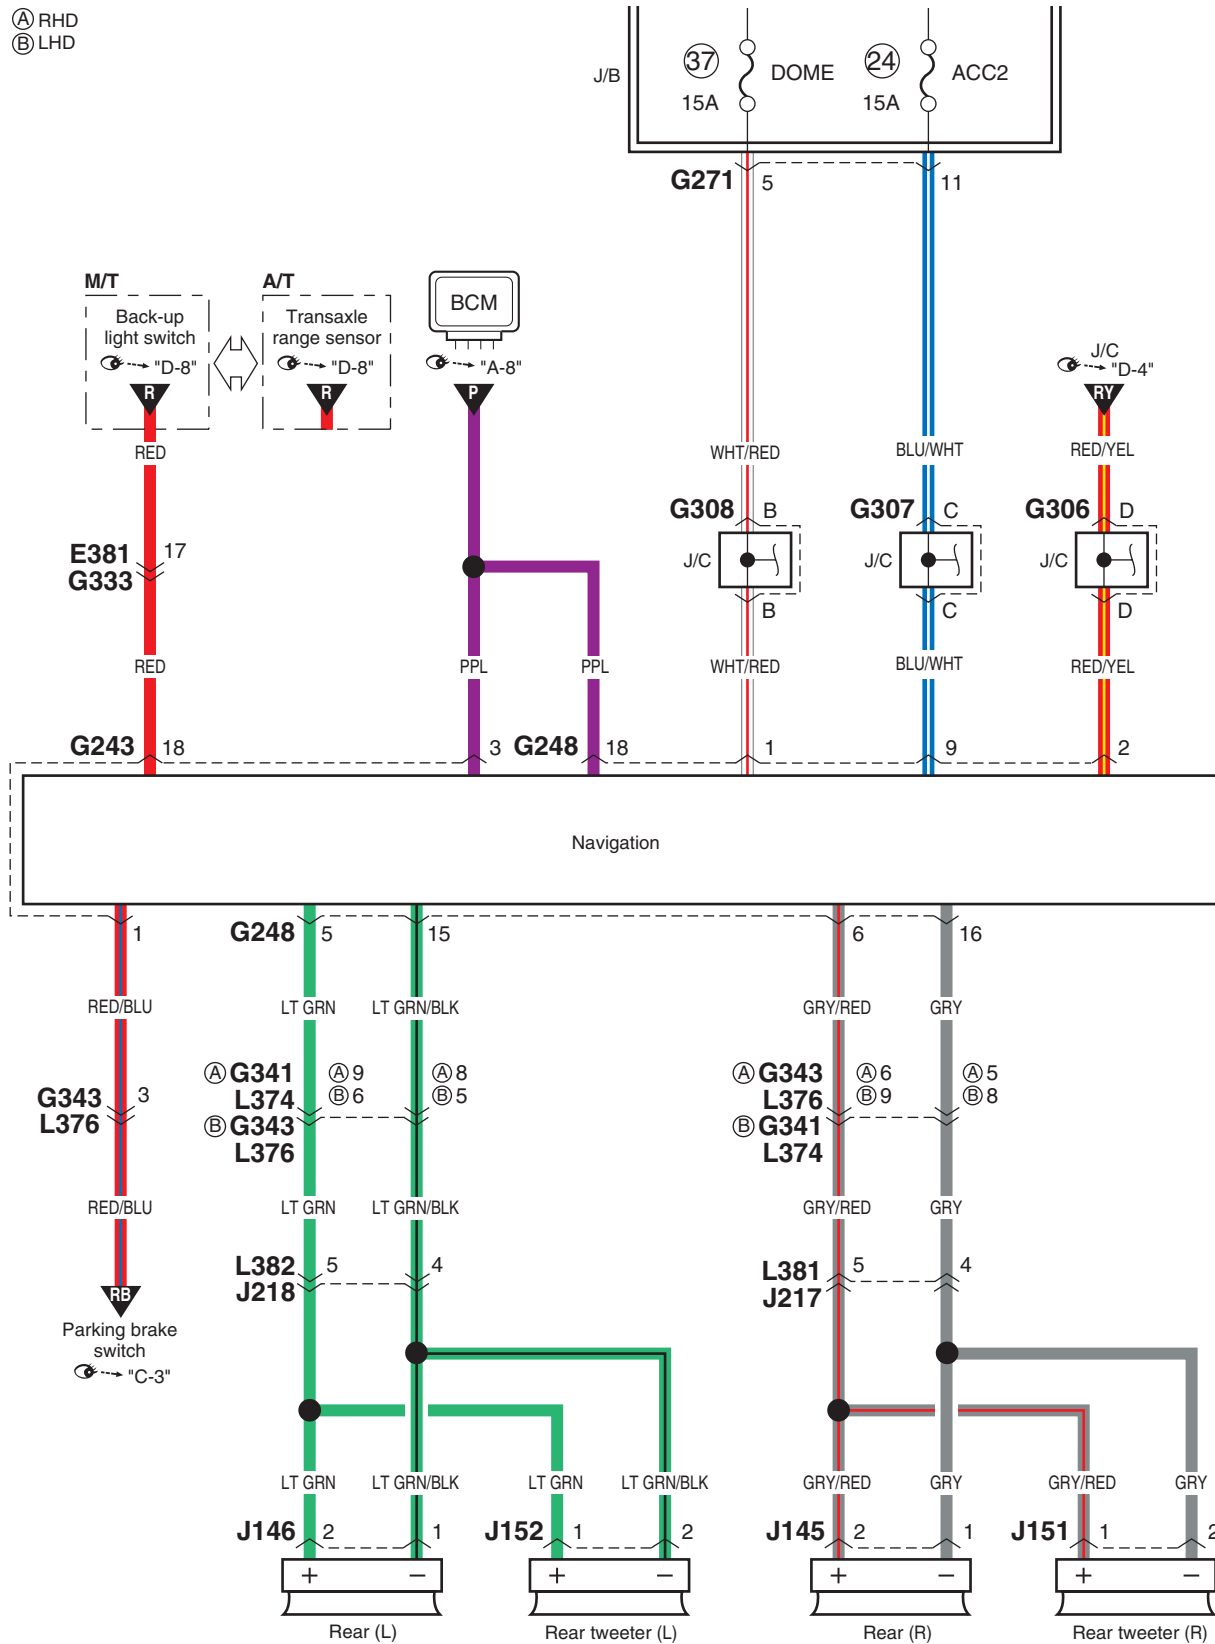 Ⓐ RHD
Ⓑ LHD
J/B
37
15A
DOME
24
15A
ACC2
G271 5 11
M/T
Back-up
light switch
"D-8"
R
A/T
Transaxle
range sensor
"D-8"
R
BCM
"A-8"
P
J/C
"D-4"
RY
RED WHT/RED BLU/WHT RED/YEL
G308 B G307 C G306 D
E381 17
G333
J/C J/C J/C
B C D
RED PPL PPL WHT/RED BLU/WHT RED/YEL
G243 18 3 G248 18 1 9 2
Navigation
1 G248 5 15 6 16
RED/BLU LT GRN LT GRN/BLK GRY/RED GRY
G343 3
L376
Ⓐ G341 Ⓐ 9 Ⓐ 8
L374 Ⓑ 6 Ⓑ 5
Ⓑ G343
L376
Ⓐ G343 Ⓐ 6 Ⓐ 5
L376 Ⓑ 9 Ⓑ 8
Ⓑ G341
L374
RED/BLU LT GRN LT GRN/BLK GRY/RED GRY
RB
Parking brake
switch
"C-3"
L382 5 4
J218
L381 5 4
J217
LT GRN LT GRN/BLK LT GRN LT GRN/BLK GRY/RED GRY GRY/RED GRY
J146 2 1 J152 1 2 J145 2 1 J151 1 2
+ − + − + − + −
Rear (L) Rear tweeter (L) Rear (R) Rear tweeter (R)